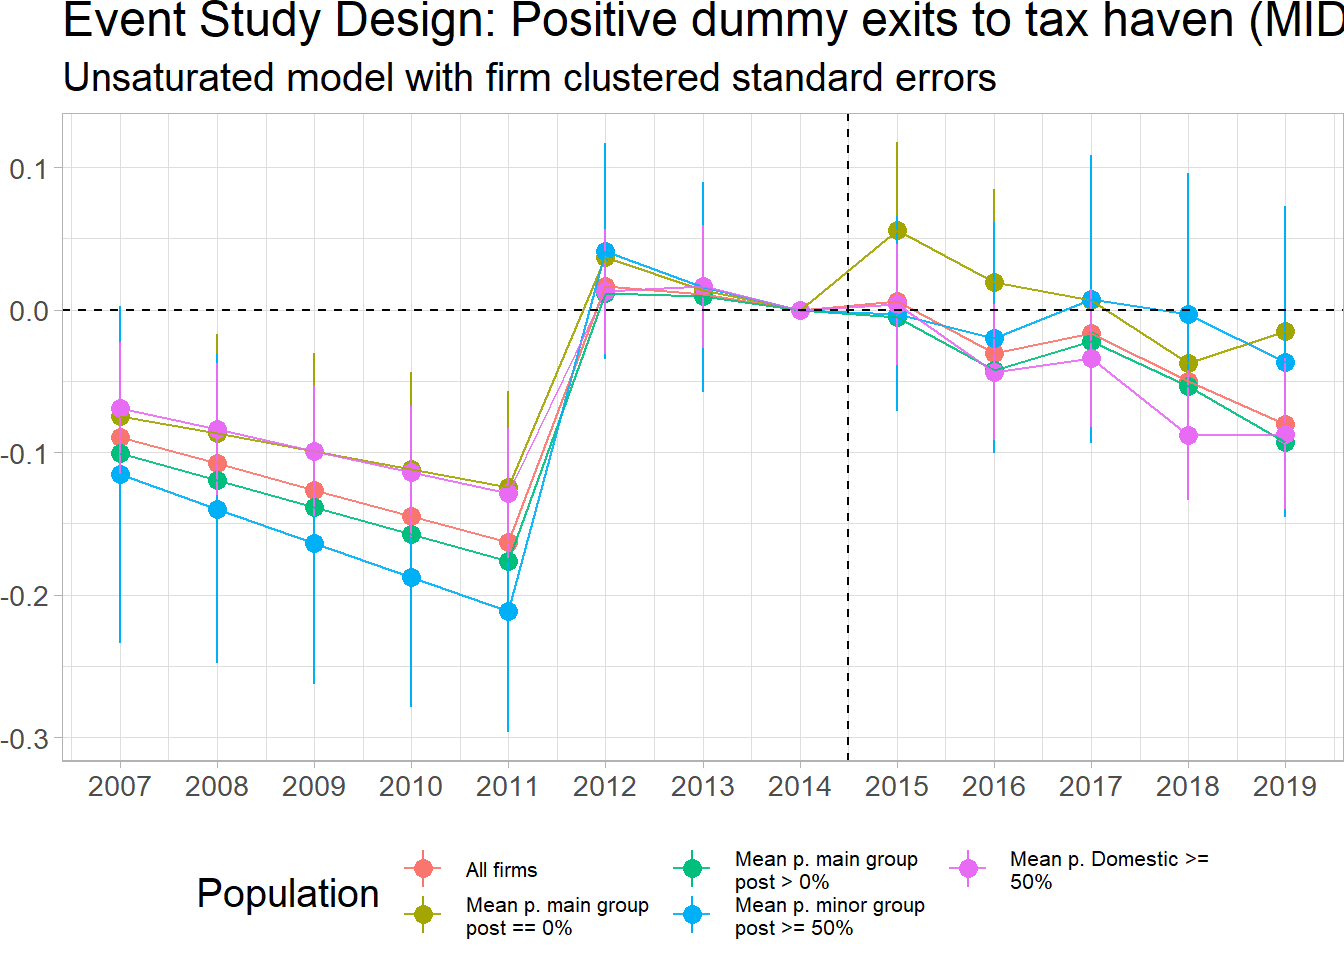 Event Study Design: Positive dummy exits to tax haven (MID
Unsaturated model with firm clustered standard errors
0.1
0.0
-0.1
-0.2
-0.3
2007 2008 2009 2010 2011 2012 2013 2014 2015 2016 2017 2018 2019
Population
All firms
Mean p. main group
post == 0%
Mean p. main group
post > 0%
Mean p. minor group
post >= 50%
Mean p. Domestic >=
50%